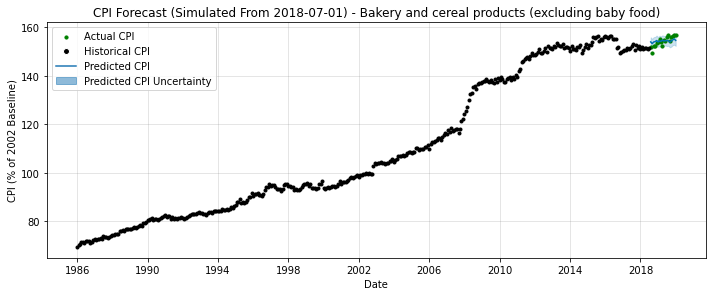 CPI Forecast (Simulated From 2018-07-01) - Bakery and cereal products (excluding baby food)
Actual CPI
Historical CPI
Predicted CPI
Predicted CPI Uncertainty
CPI (% of 2002 Baseline)
160
140
120
100
80
1986 1990 1994 1998 2002 2006 2010 2014 2018
Date